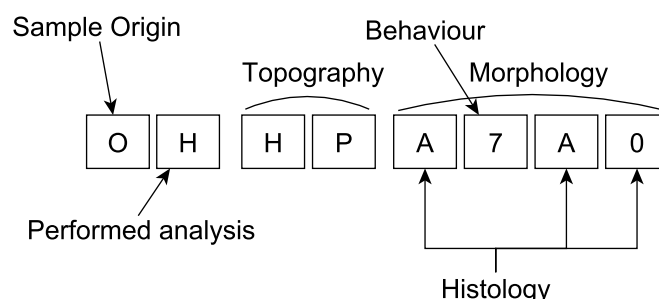 Sample Origin
Behaviour
Topography
Morphology
O H H P A 7 A 0
Performed analysis
Histology